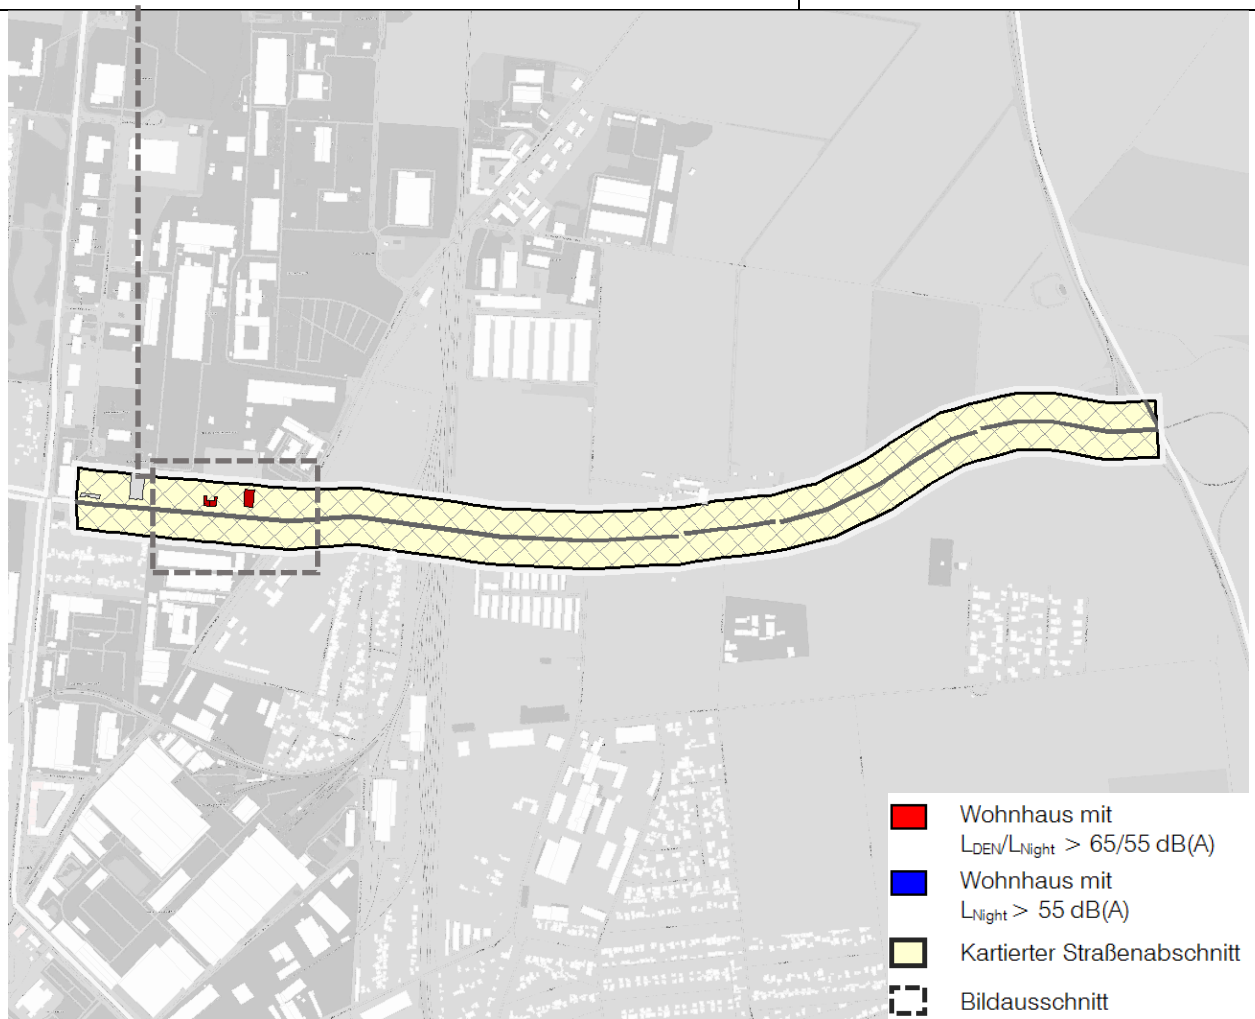 Wohnhaus mit
LDEN/LNight > 65/55 dB(A)
Wohnhaus mit
LNight > 55 dB(A)
Kartierter Straßenabschnitt
Bildausschnitt